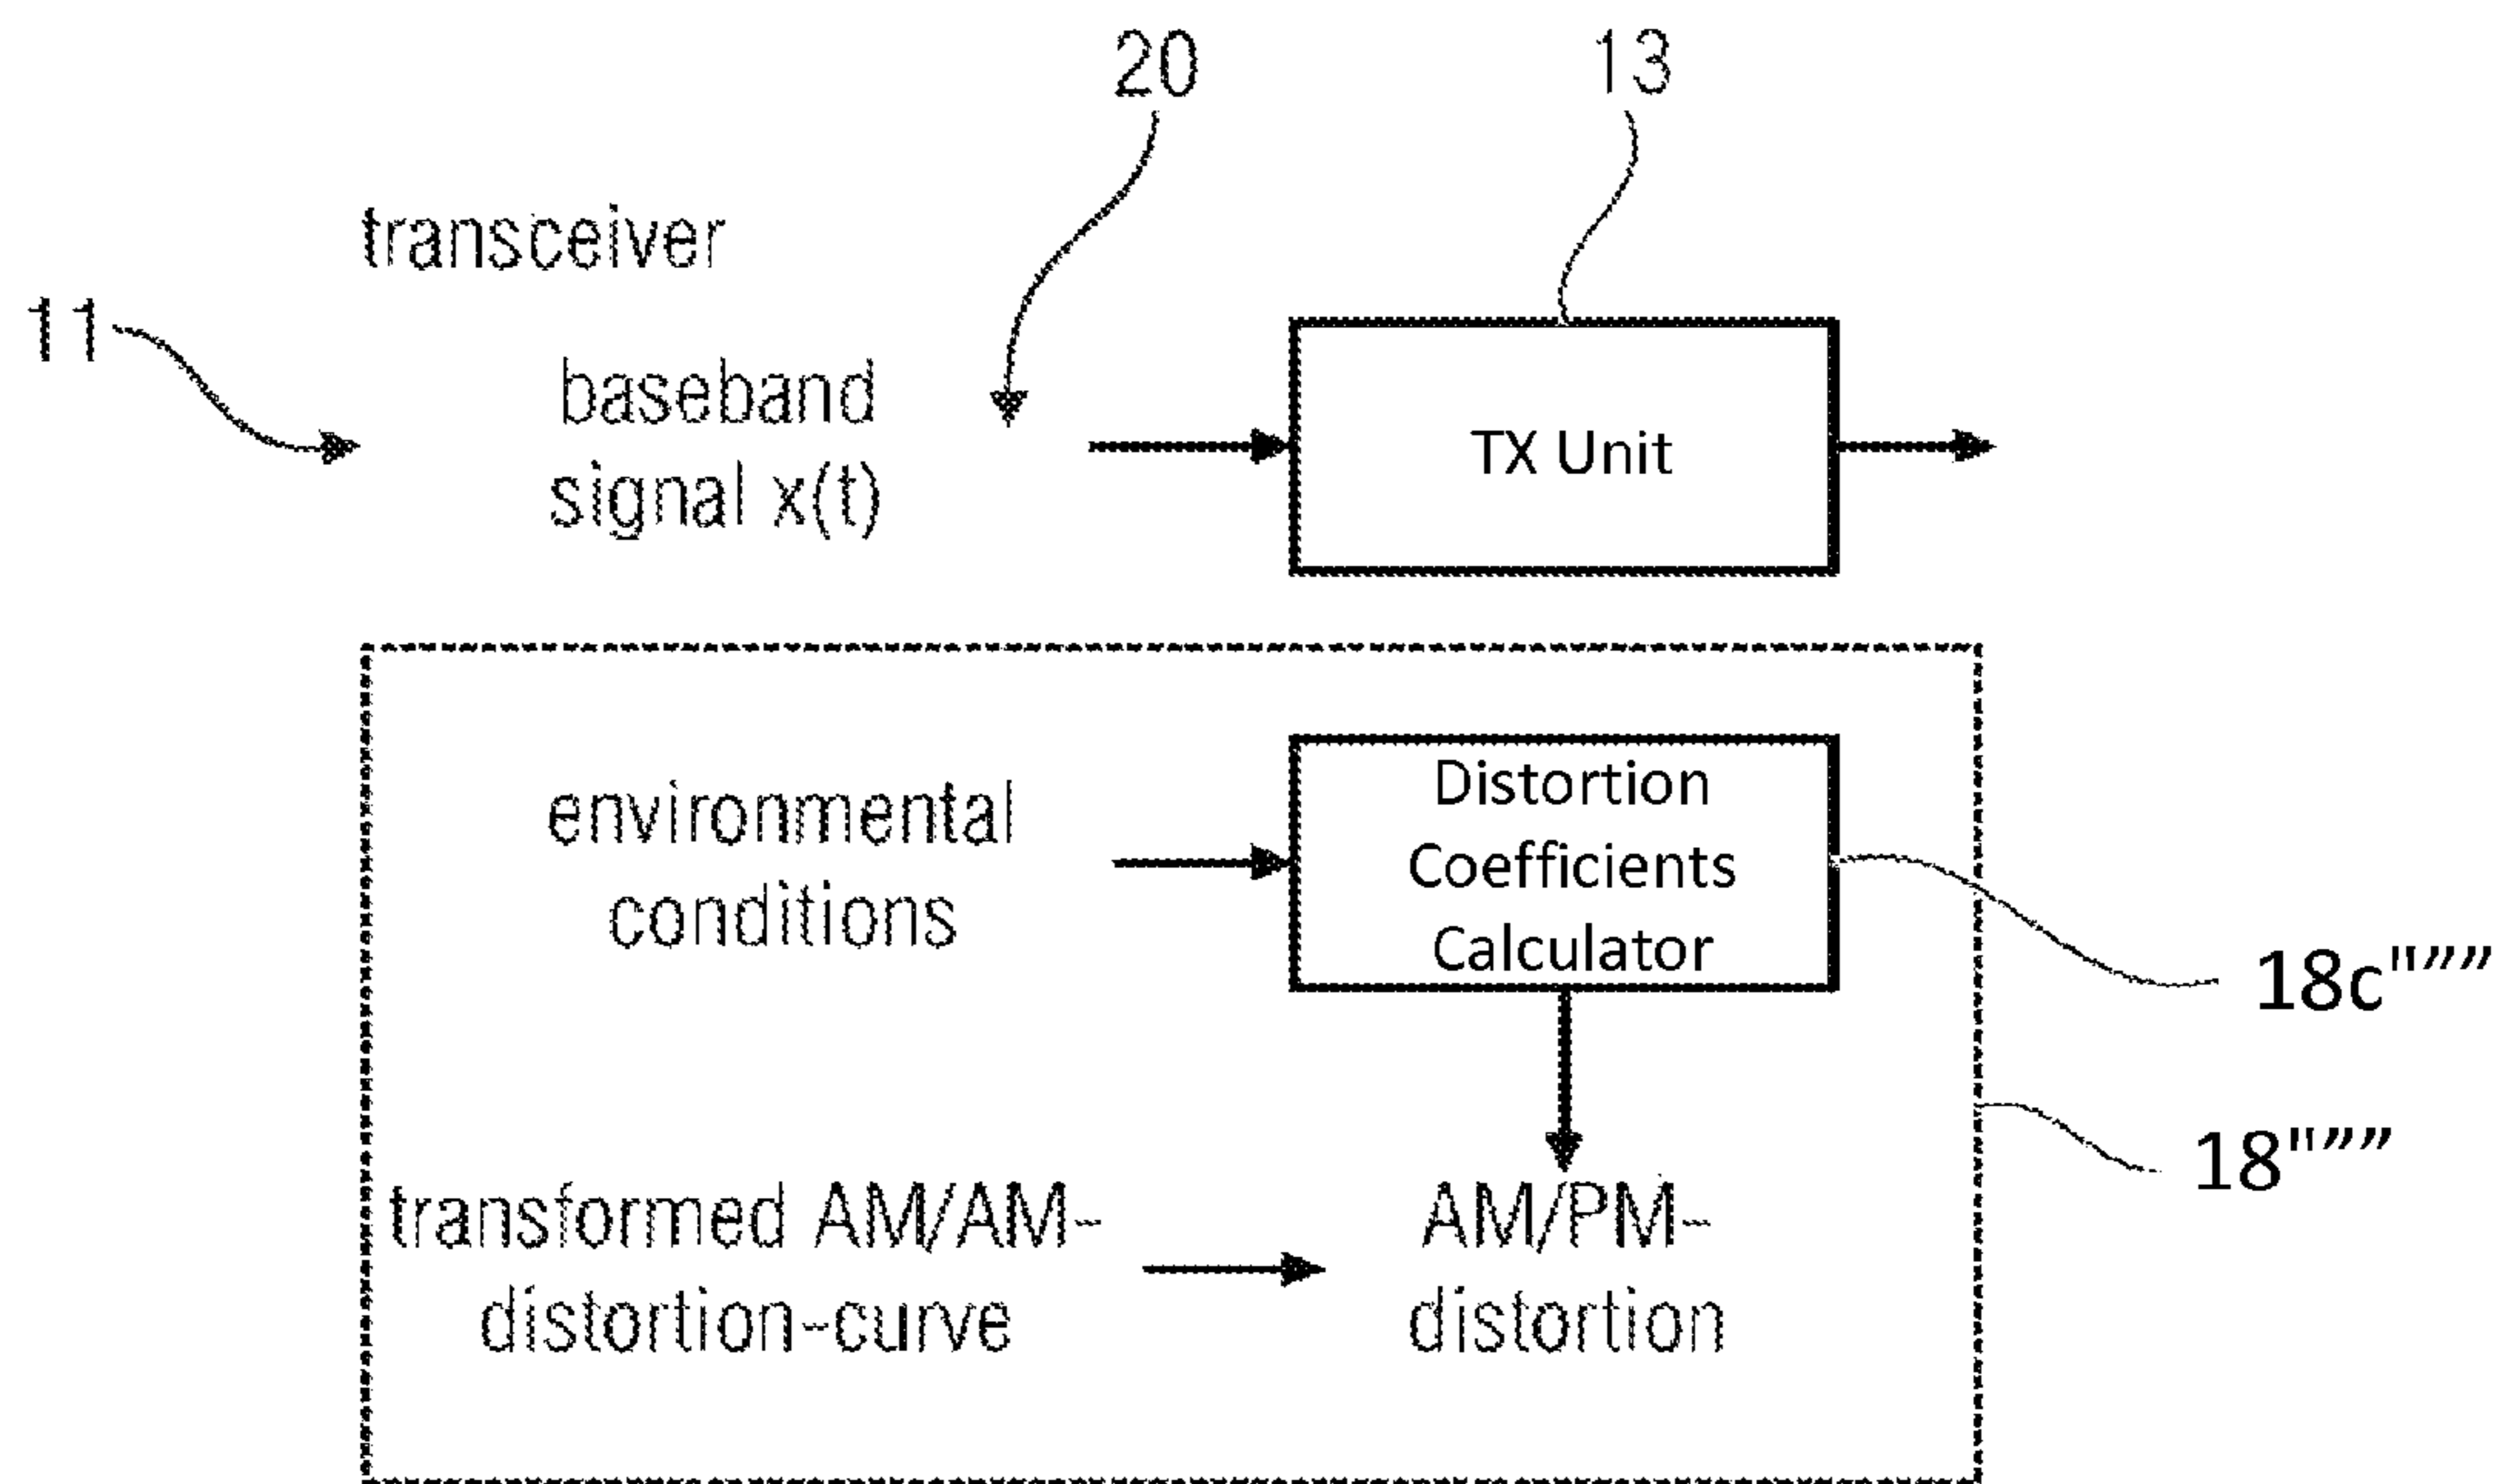 20
13
transceiver
11
baseband
signal x(t)
TX Unit
environmental
conditions
Distortion
Coefficients
Calculator
18c"”””
18"””
transformed AM/AM-
distortion-curve
AM/PM-
distortion